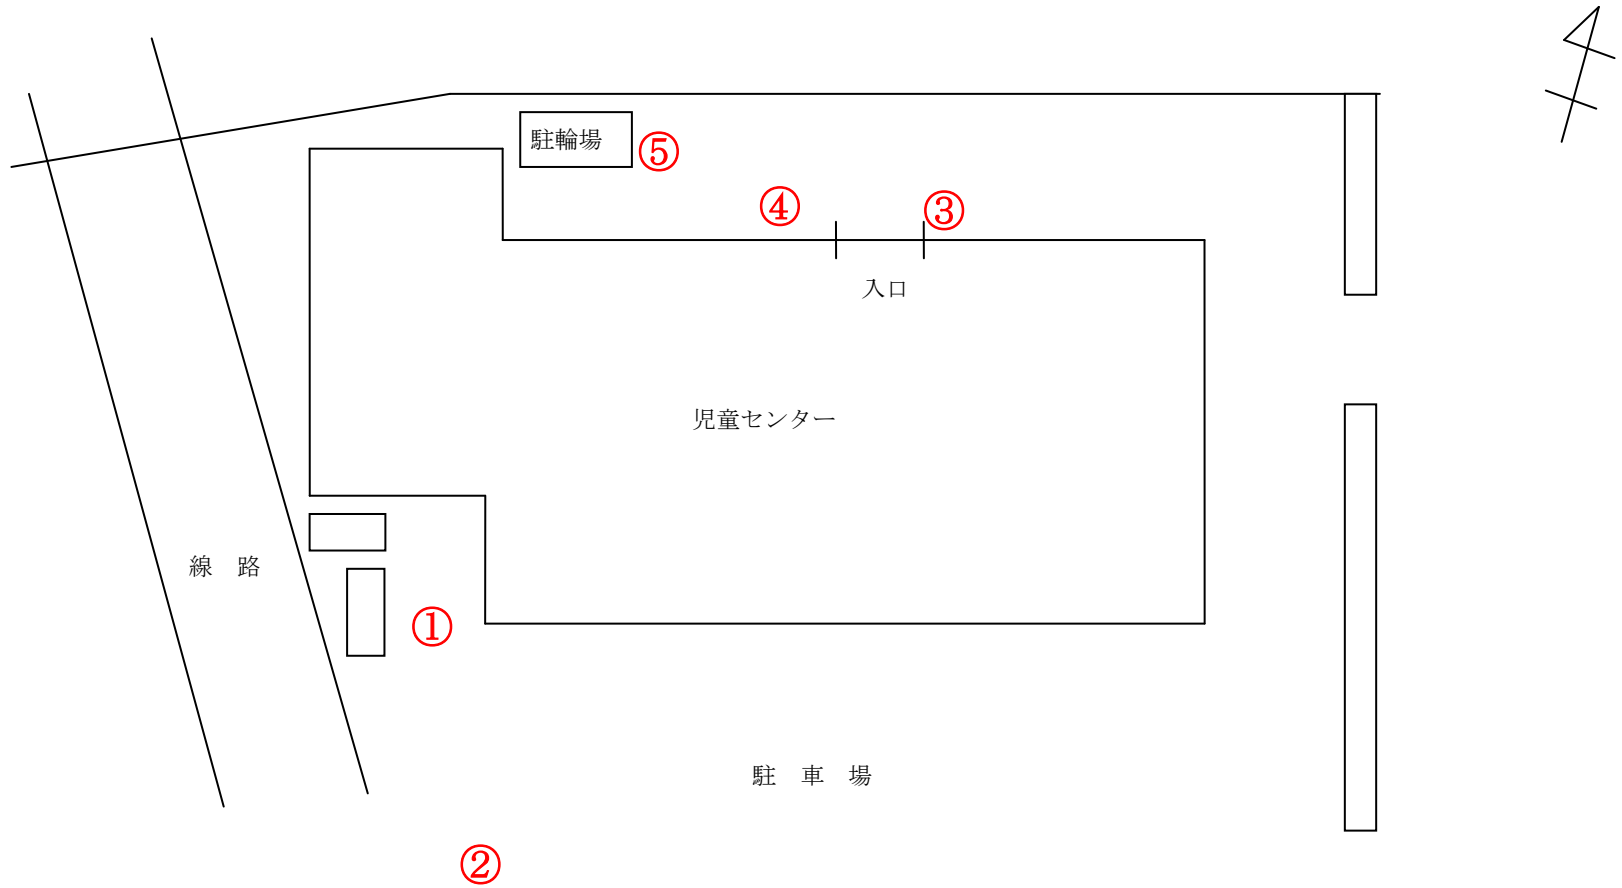 駐輪場
⑤
④
③
入口
児童センター
線 路
①
駐 車 場
②